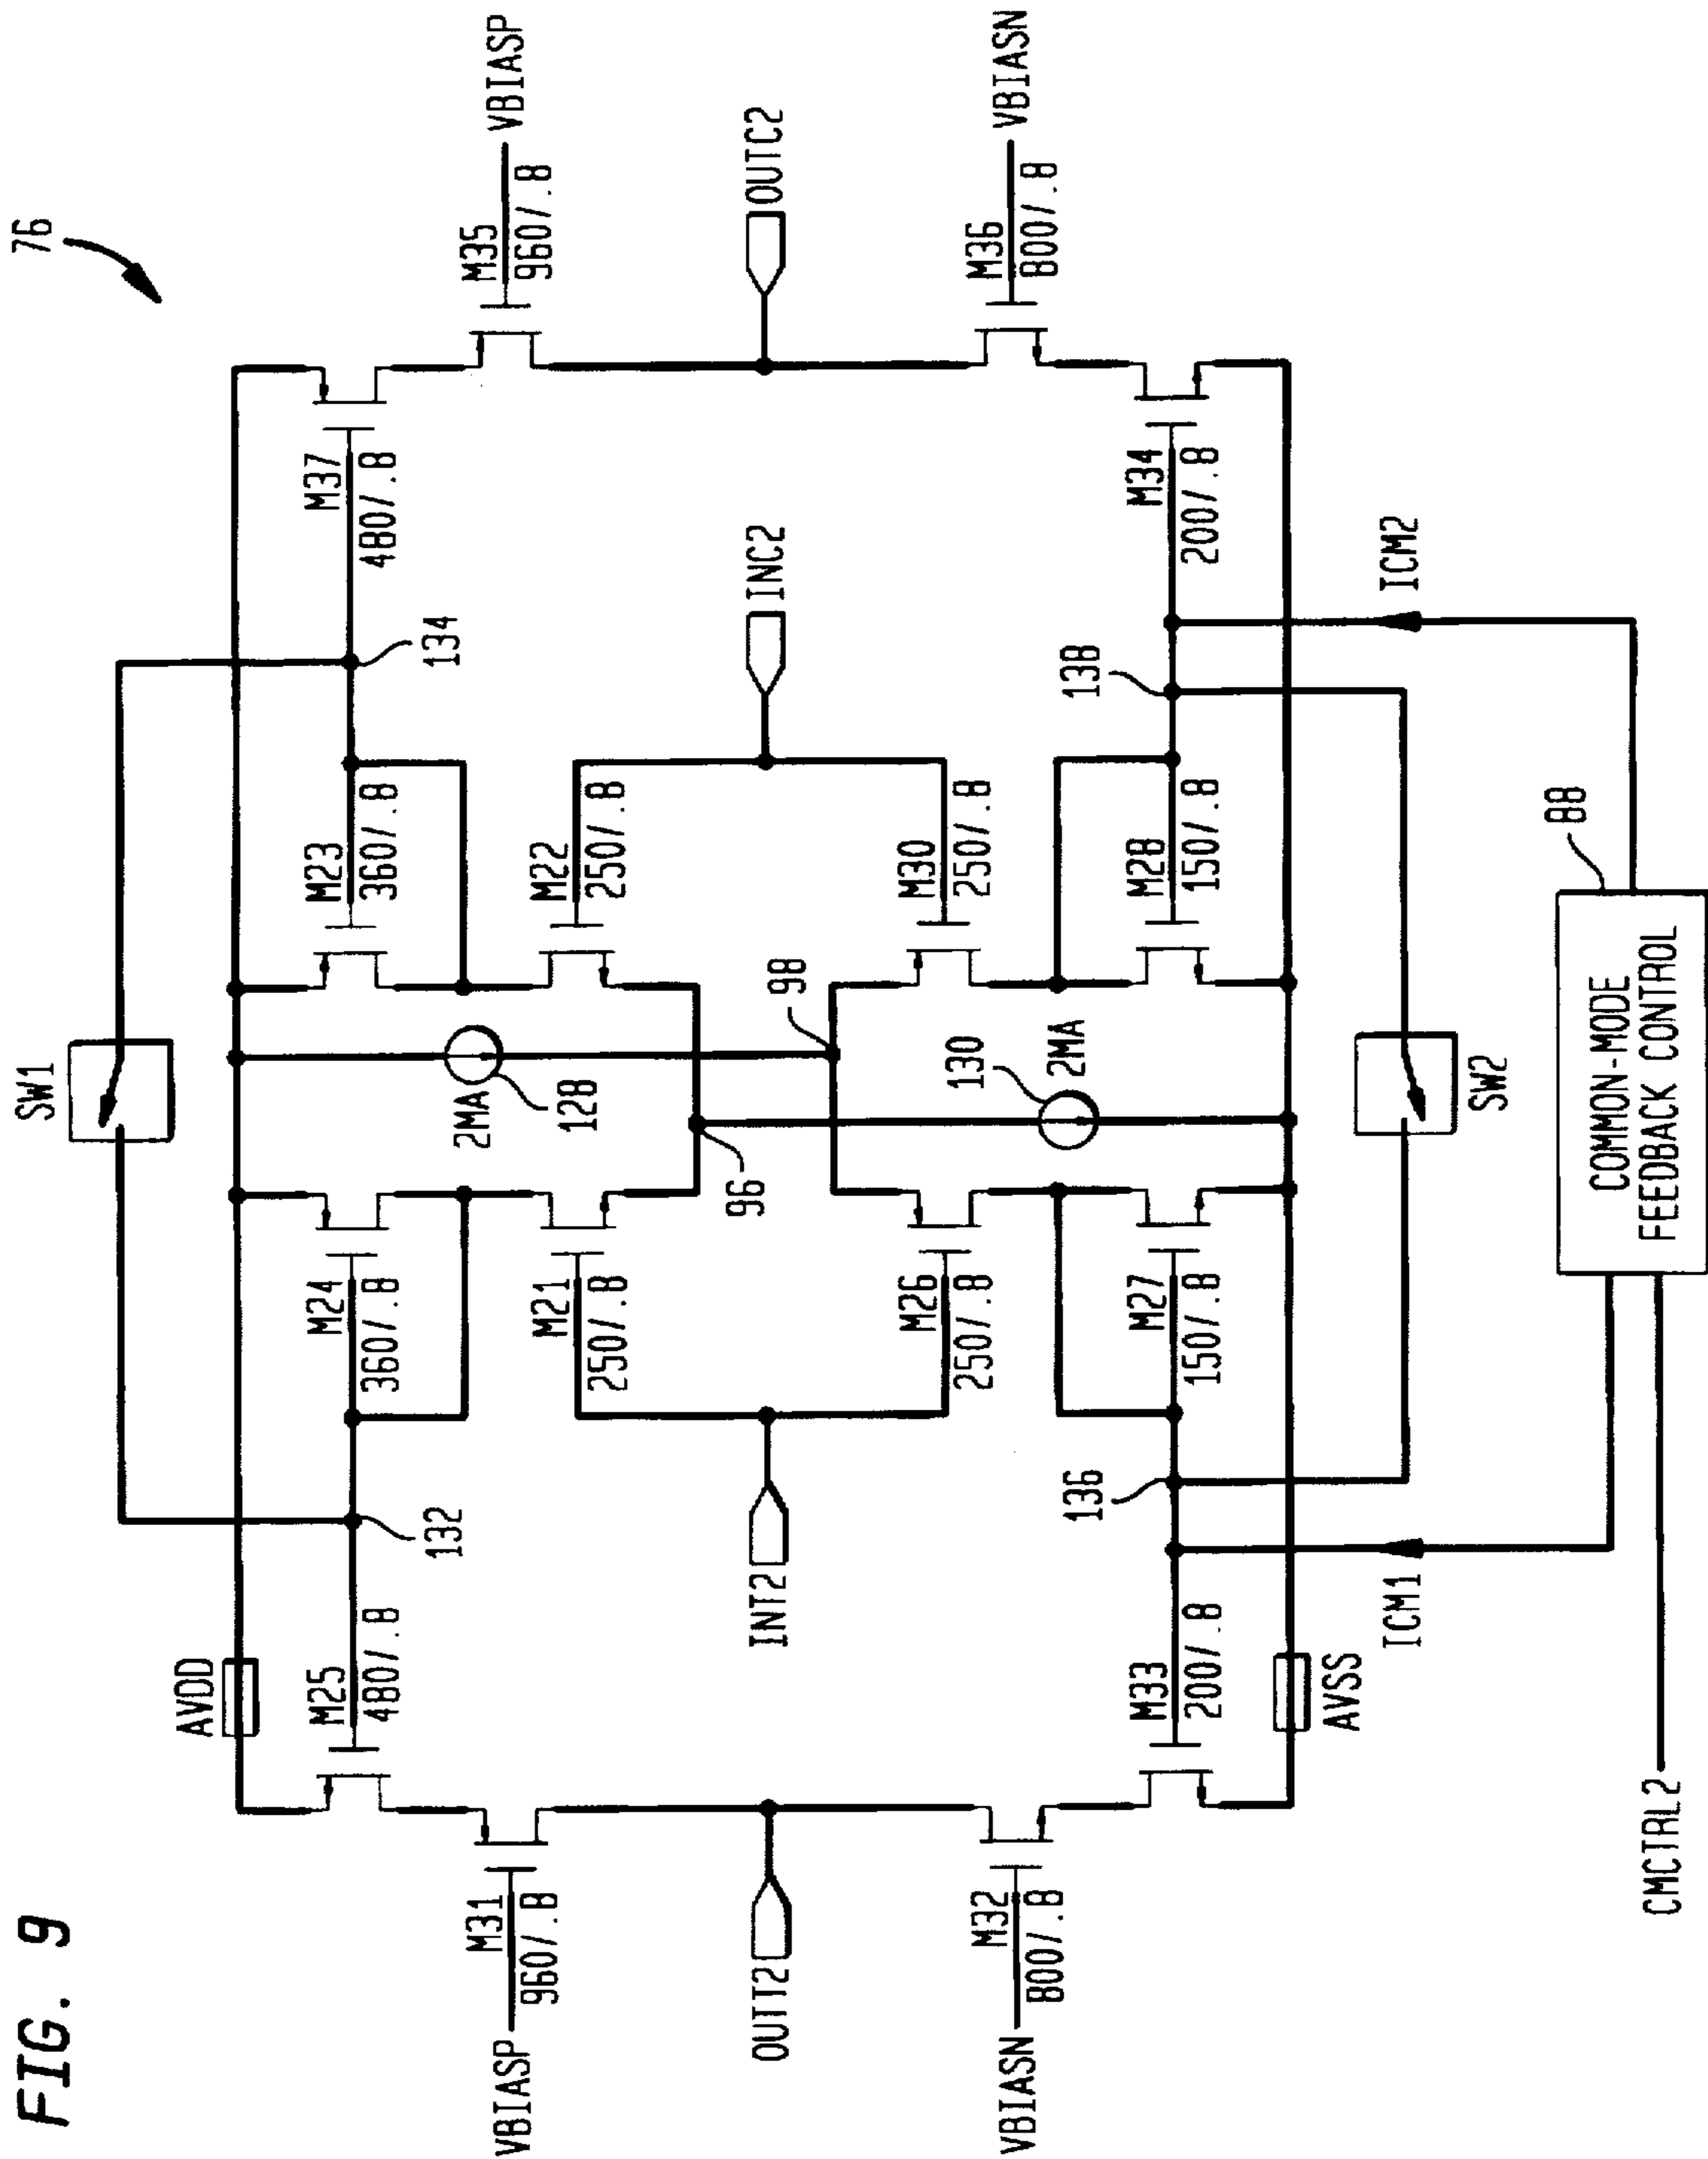 FIG. 9
SW1
76
AVDD
M25
480/.8
132
M24
360/.8
M23
360/.8
134
M37
480/.8
VBIASP
M31
960/.8
M21
250/.8
2MA
128
M22
250/.8
M35
960/.8
VBIASP
OUTT2
INT2
96
98
INC2
OUTC2
VBIASN
M32
800/.8
M26
250/.8
130
2MA
M30
250/.8
M36
800/.8
VBIASN
M33
200/.8
136
M27
150/.8
M28
150/.8
138
M34
200/.8
AVSS
ICM1
SW2
ICM2
CMCTRL2
COMMON-MODE
FEEDBACK CONTROL
88